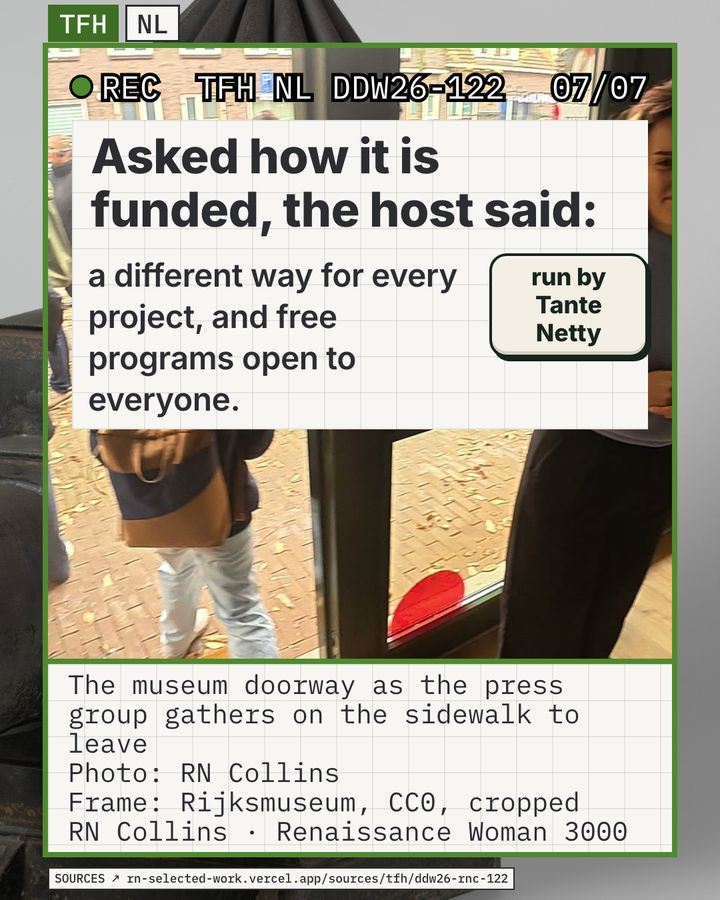 TFH NL
REC TFH NL DDW26-122 07/07
Asked how it is
funded, the host said:
a different way for every
project, and free
programs open to
everyone.
run by
Tante
Netty
The museum doorway as the press
group gathers on the sidewalk to
leave
Photo: RN Collins
Frame: Rijksmuseum, CC0, cropped
RN Collins · Renaissance Woman 3000
SOURCES ↗ rn-selected-work.vercel.app/sources/tfh/ddw26-rnc-122